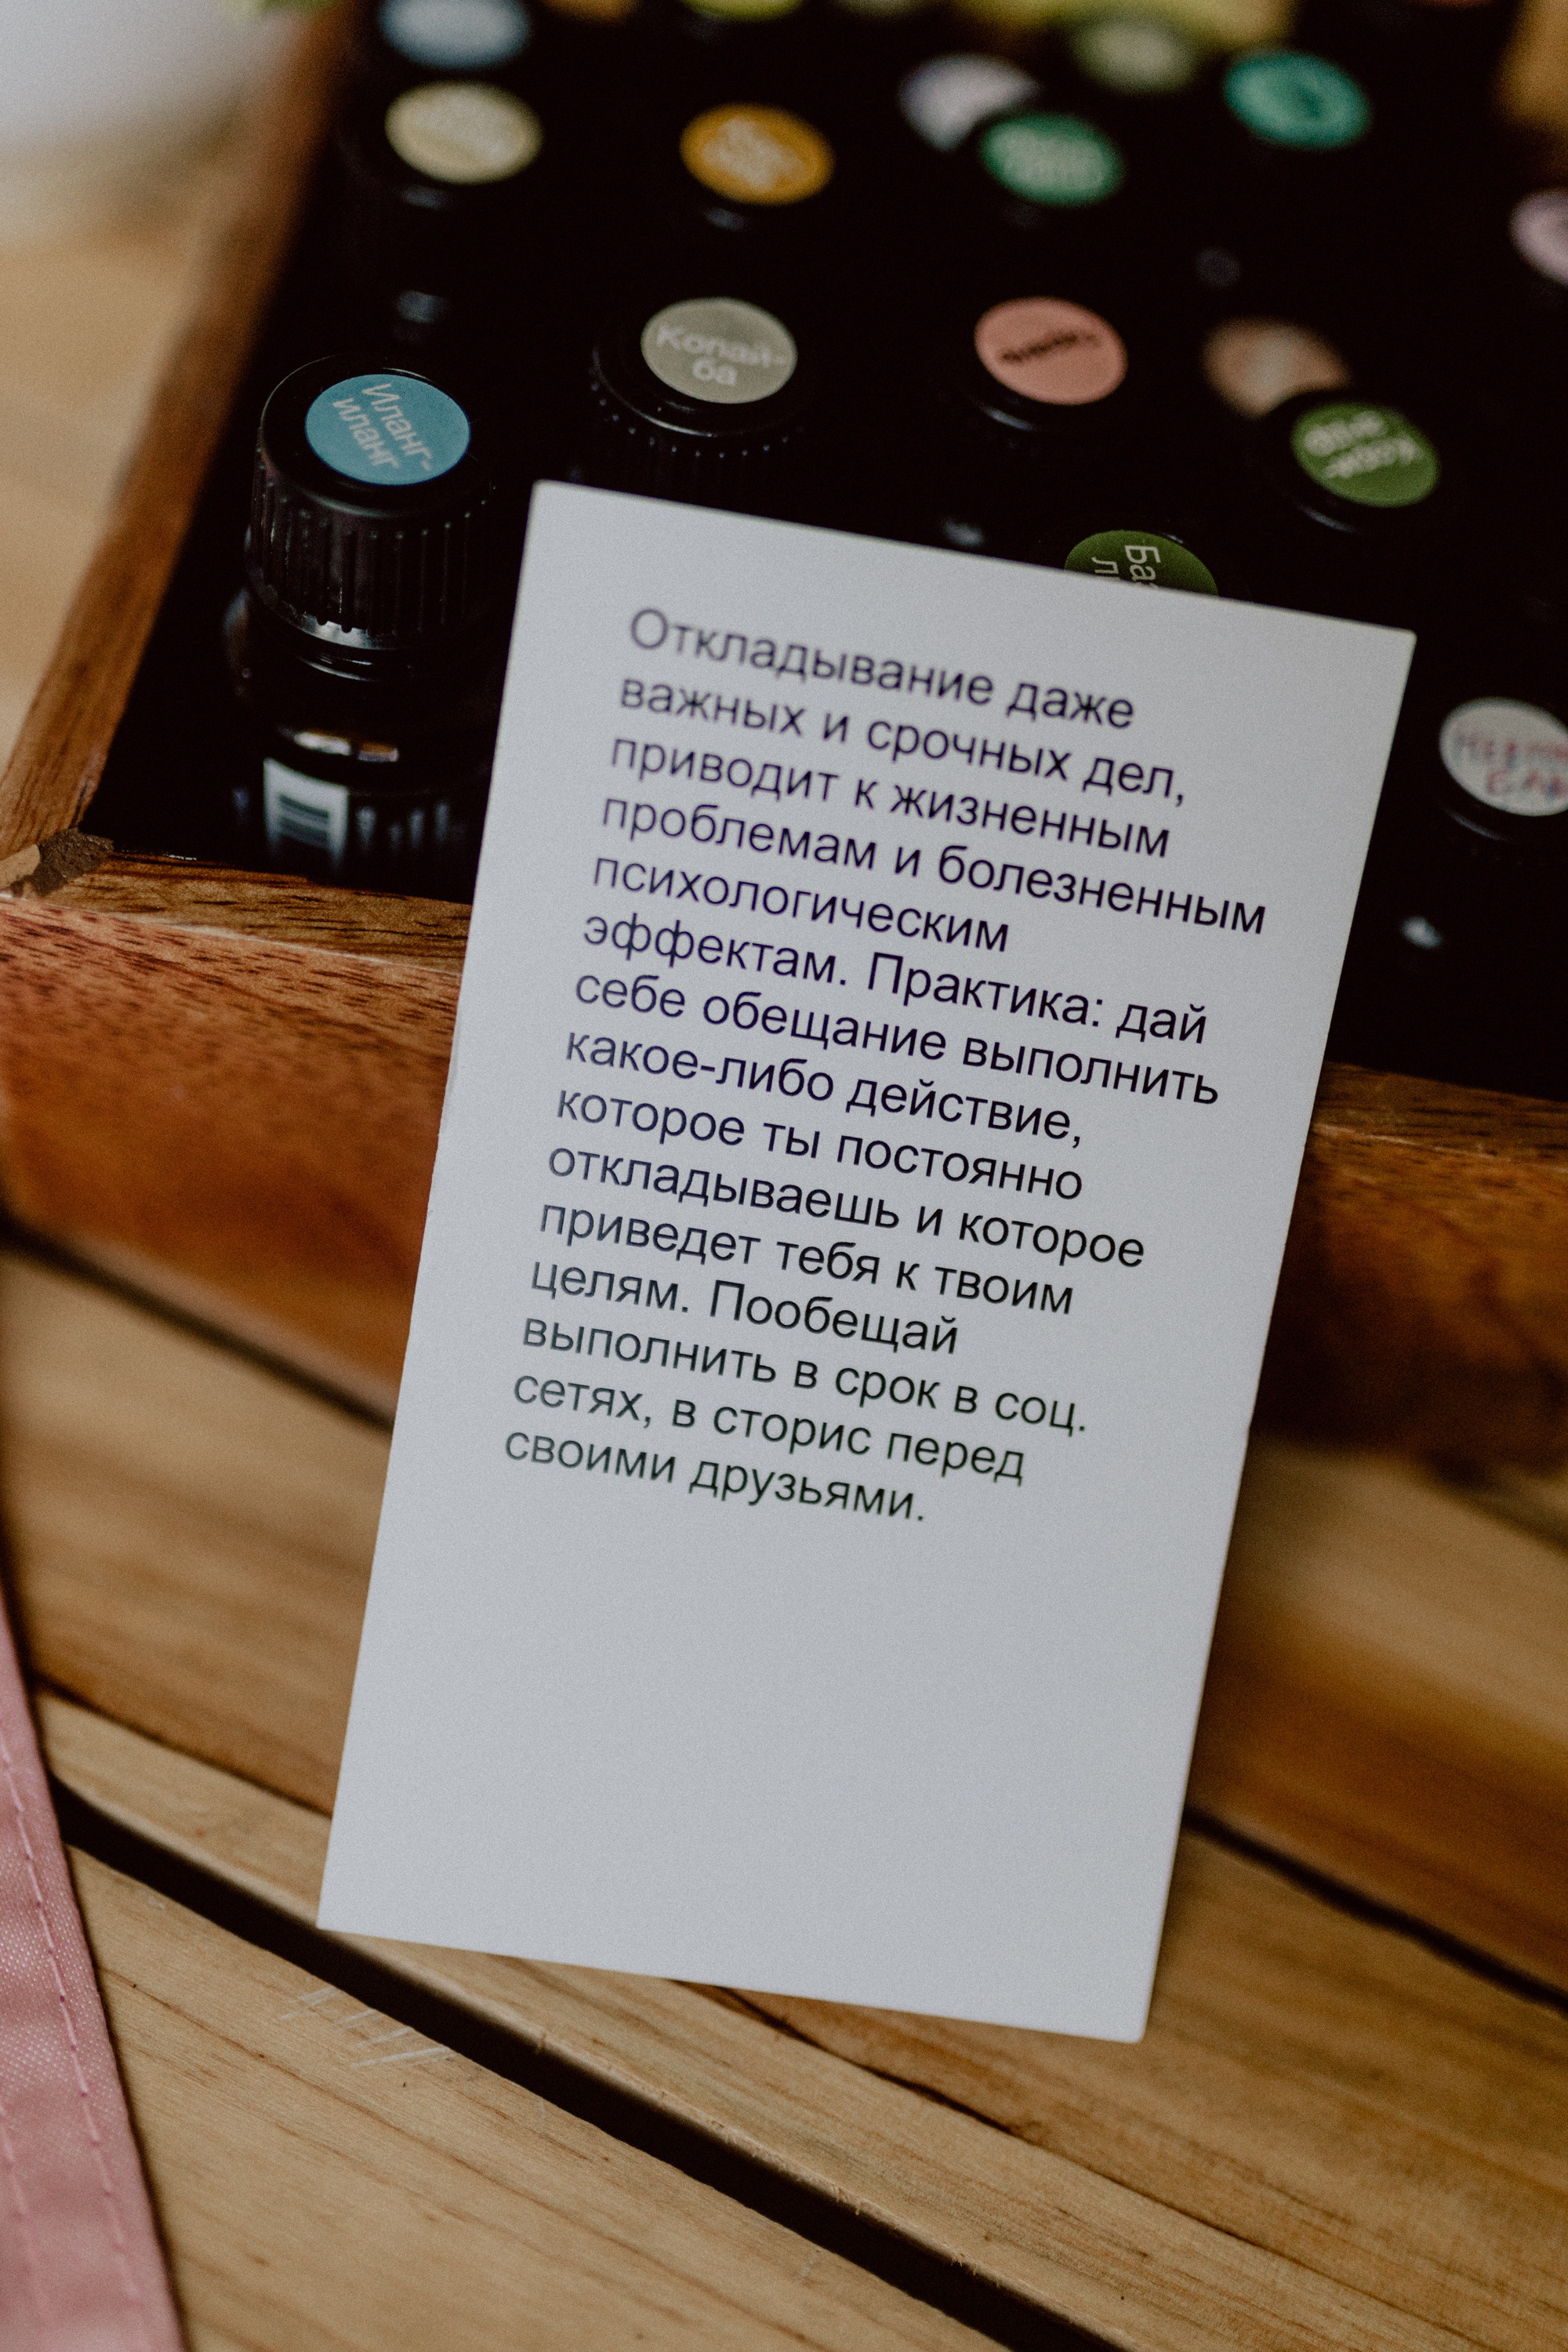 Копай-
ба
Иланг-
иланг
Откладывание даже
важных и срочных дел,
приводит к жизненным
проблемам и болезненным
психологическим
эффектам. Практика: дай
себе обещание выполнить
какое-либо действие,
которое ты постоянно
откладываешь и которое
приведет тебя к твоим
целям. Пообещай
выполнить в срок в соц.
сетях, в сторис перед
своими друзьями.